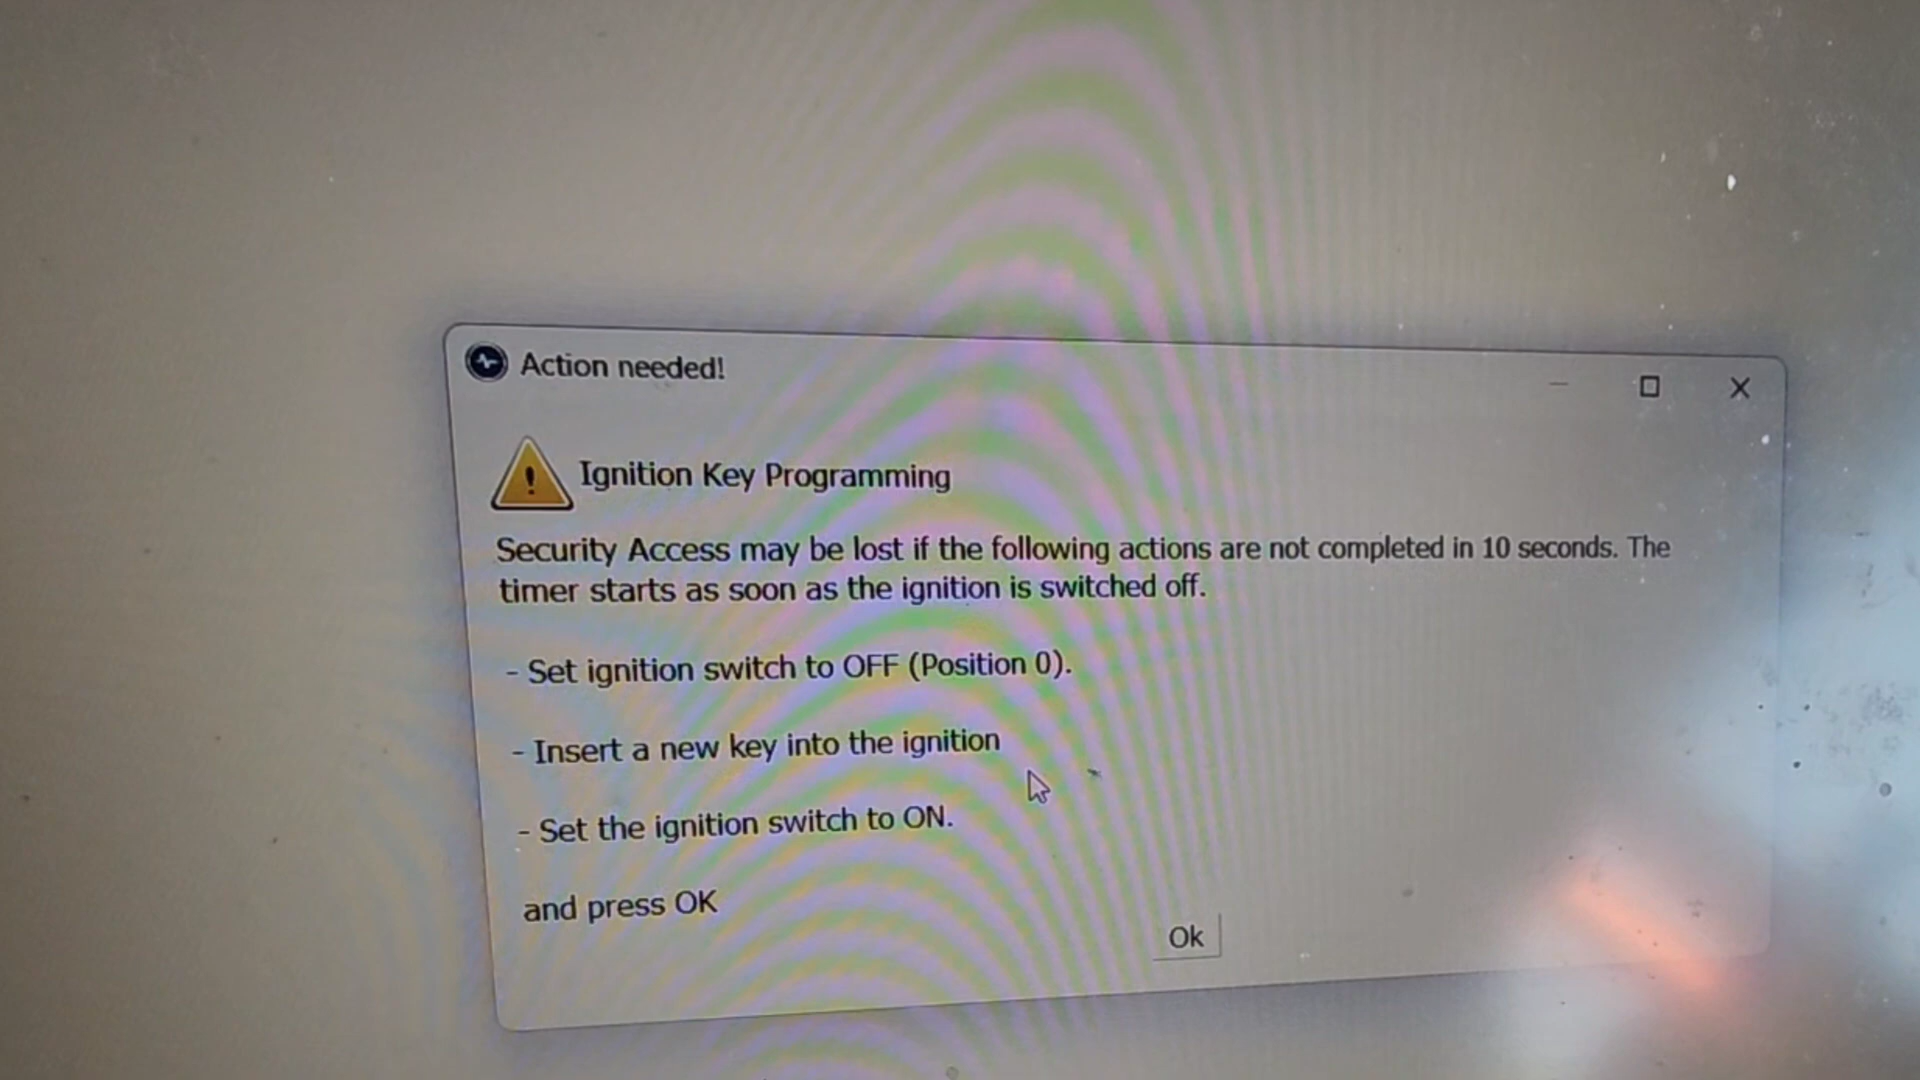 Action needed!
Ignition Key Programming
Security Access may be lost if the following actions are not completed in 10 seconds. The
timer starts as soon as the ignition is switched off.
- Set ignition switch to OFF (Position 0).
- Insert a new key into the ignition
- Set the ignition switch to ON.
and press OK
Ok